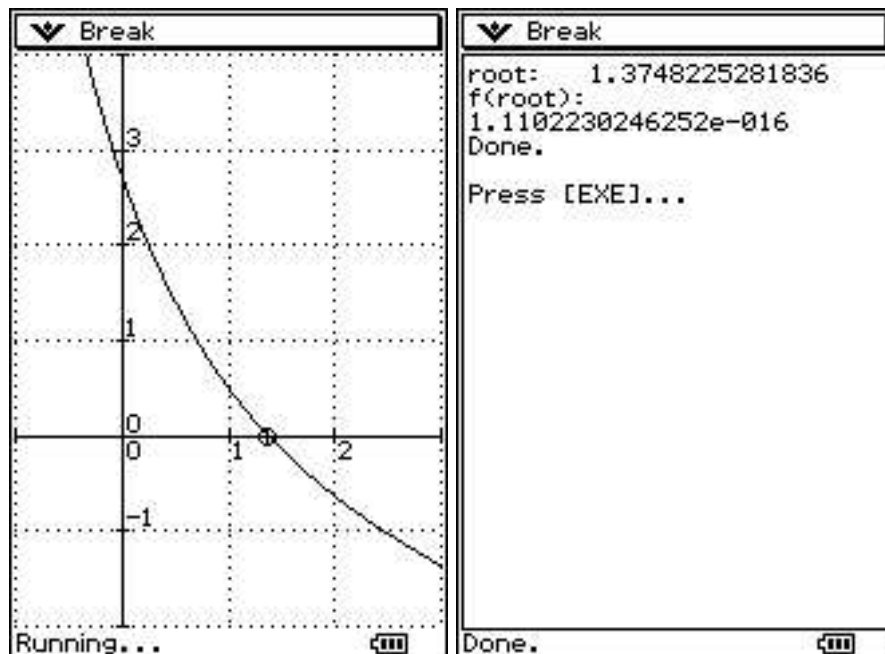 Break
3
2
1
0
0
1
2
-1
Running...
Break
root: 1.3748225281836
f(root):
1.1102230246252e-016
Done.
Press [EXE]...
Done.